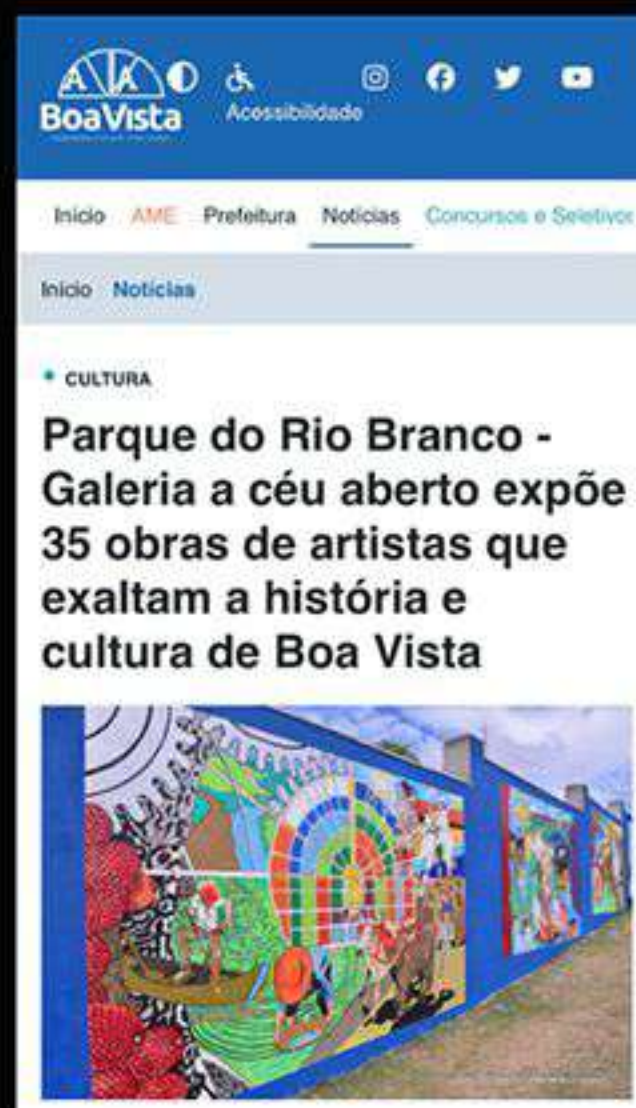 BoaVista
Acessibilidade
Início AME Prefeitura Notícias Concursos e Seletivos
Início Notícias
CULTURA
Parque do Rio Branco -
Galeria a céu aberto expõe
35 obras de artistas que
exaltam a história e
cultura de Boa Vista